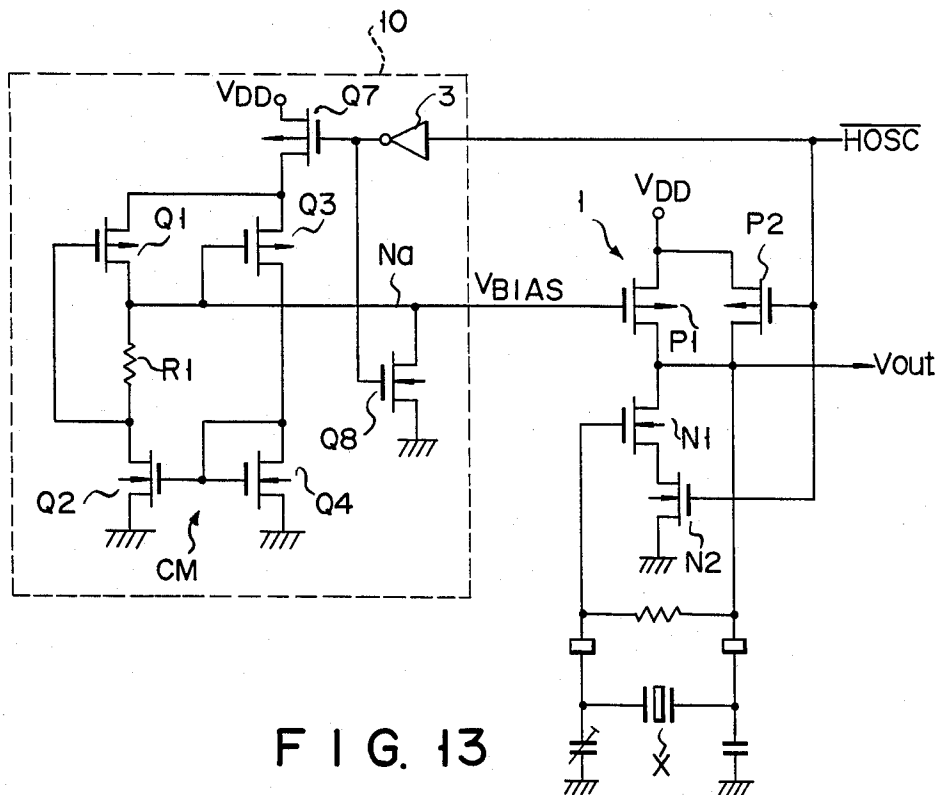 10
VDD
Q7
3
HOSC
VDD
1
P2
Q1
Q3
Na
VBIAS
P1
R1
Vout
Q8
N1
Q2
Q4
CM
N2
X
FIG. 13